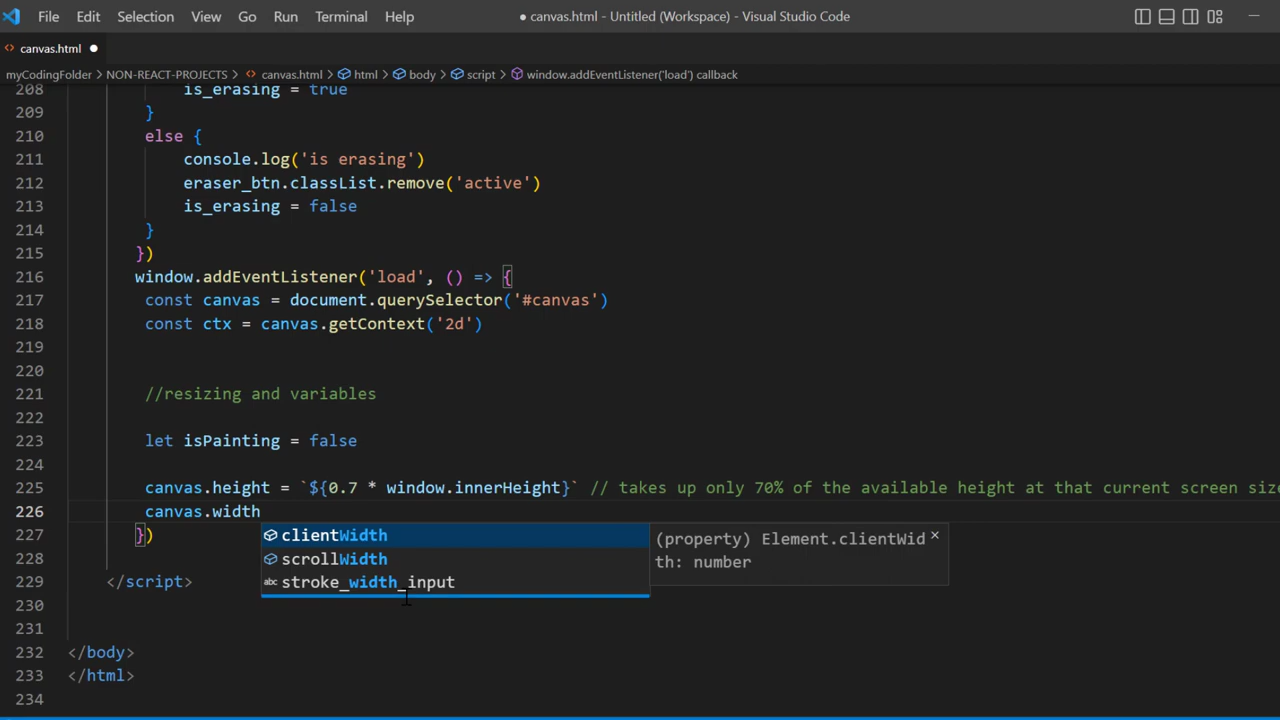 File Edit Selection View Go Run Terminal Help ● canvas.html - Untitled (Workspace) - Visual Studio Code
<> canvas.html ●
myCodingFolder > NON-REACT-PROJECTS > <> canvas.html > html > body > script > window.addEventListener('load') callback
208 is_erasing = true
209 }
210 else {
211 console.log('is erasing')
212 eraser_btn.classList.remove('active')
213 is_erasing = false
214 }
215 })
216 window.addEventListener('load', () => {
217 const canvas = document.querySelector('#canvas')
218 const ctx = canvas.getContext('2d')
219
220
221 //resizing and variables
222
223 let isPainting = false
224
225 canvas.height = `${0.7 * window.innerHeight}` // takes up only 70% of the available height at that current screen size
226 canvas.width
227 })
clientWidth (property) Element.clientWid
th: number
scrollWidth
abc stroke_width_input
228
229 </script>
230
231
232 </body>
233 </html>
234